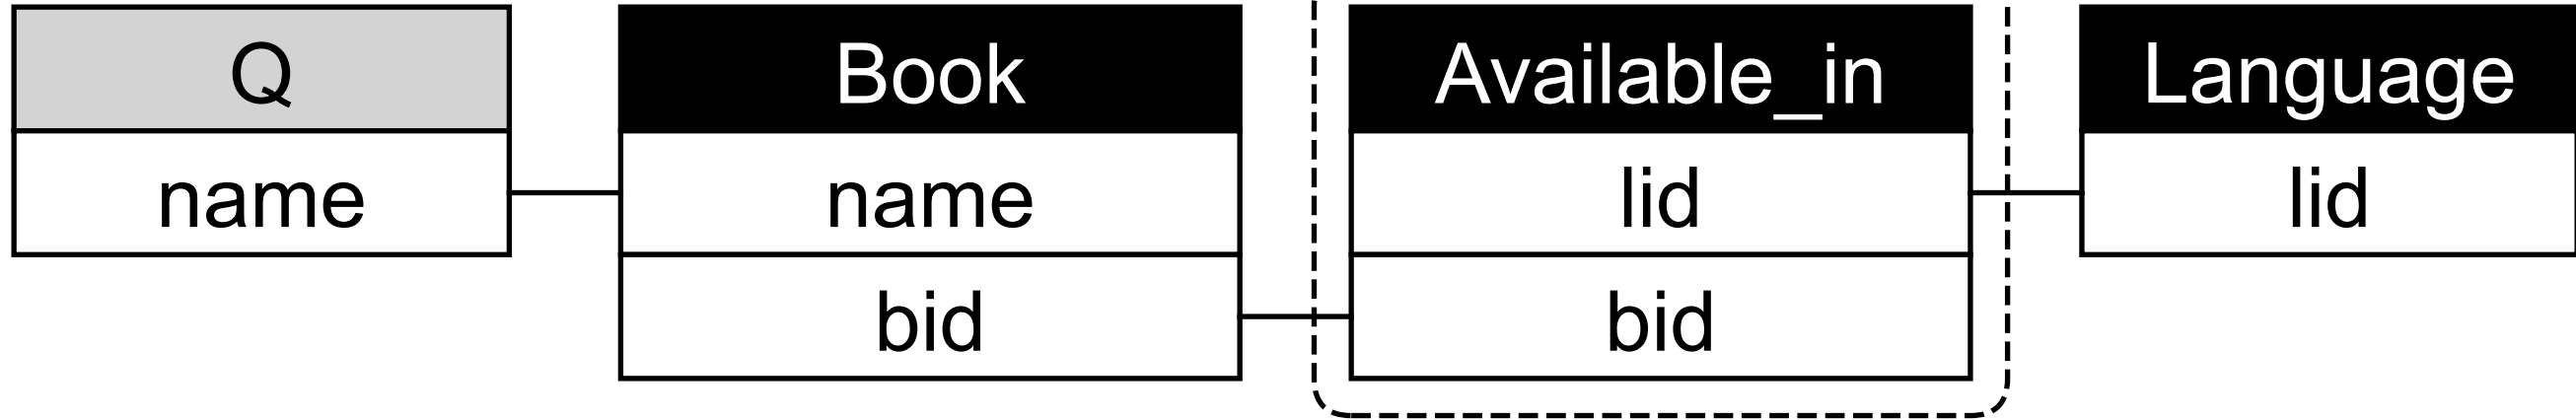 Q
name
Book
name
bid
Available_in
lid
bid
Language
lid